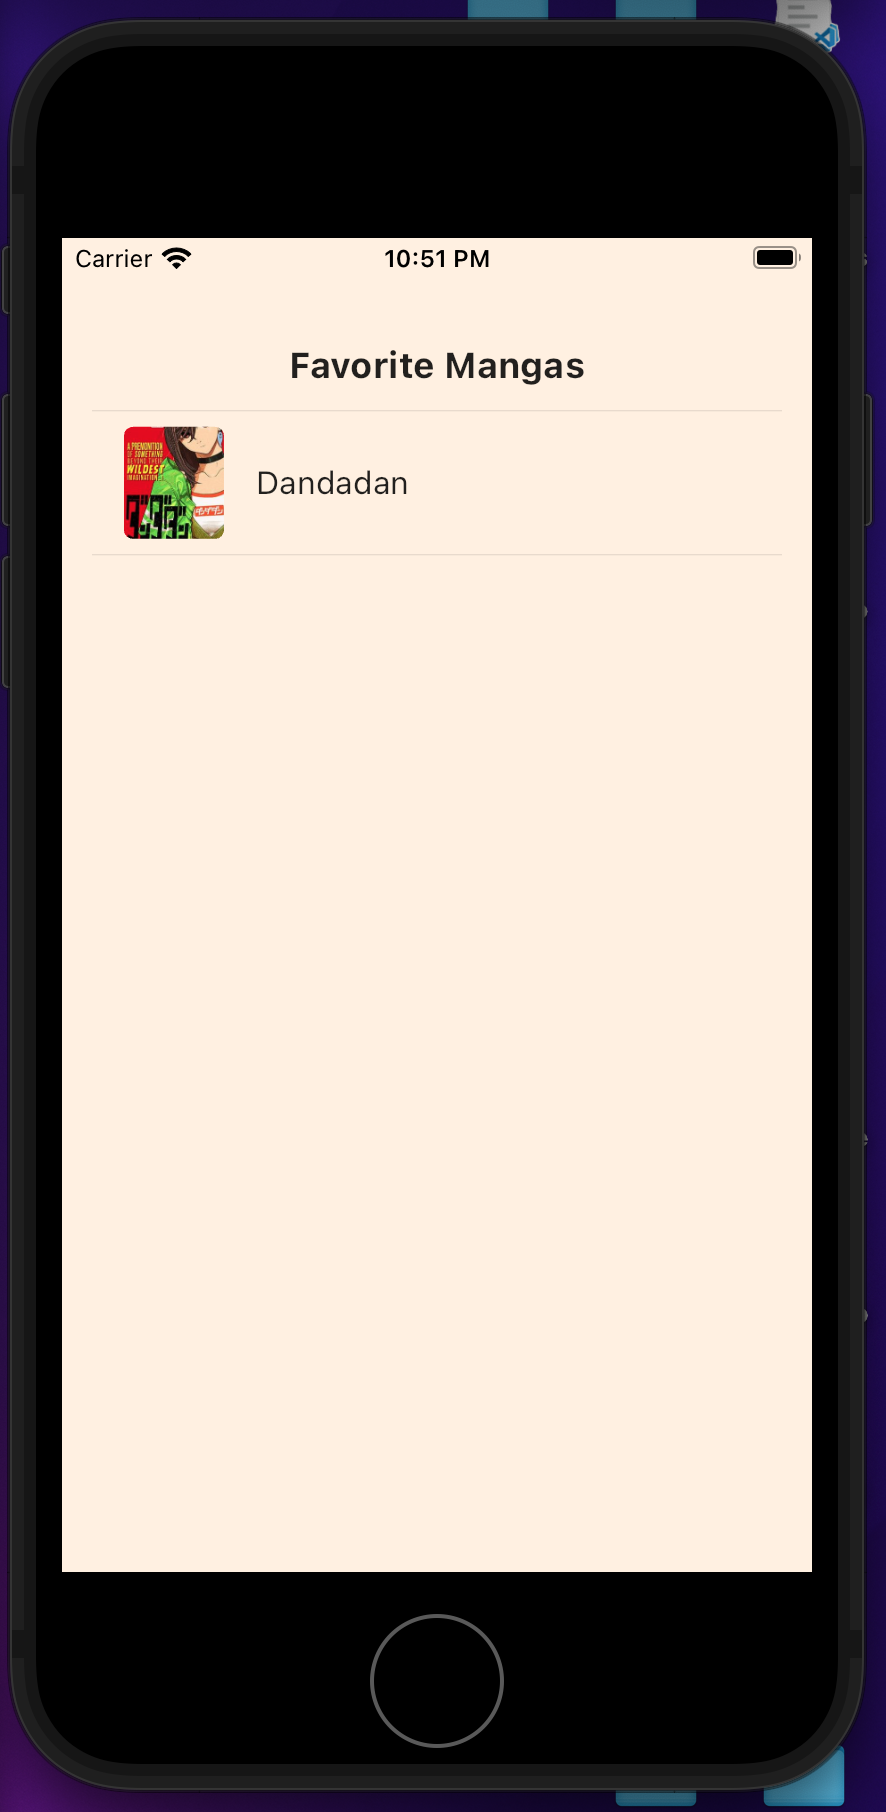 Carrier
10:51 PM
Favorite Mangas
A PREMONITION
OF SOMETHING
BEYOND THEIR
WILDEST
IMAGINATION
ダンダダン
Dandadan